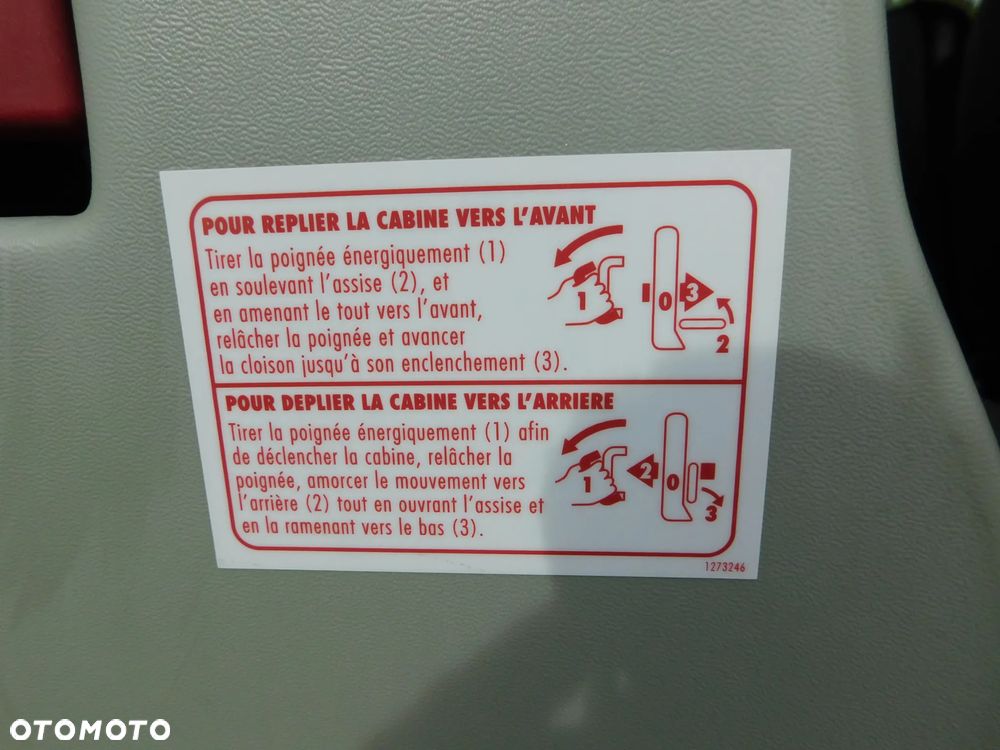 POUR REPLIER LA CABINE VERS L'AVANT
Tirer la poignée énergiquement (1)
en soulevant l'assise (2), et
en amenant le tout vers l'avant,
relâcher la poignée et avancer
la cloison jusqu'à son enclenchement (3).
1
0
3
2
POUR DEPLIER LA CABINE VERS L'ARRIERE
Tirer la poignée énergiquement (1) afin
de déclencher la cabine, relâcher la
poignée, amorcer le mouvement vers
l'arrière (2) tout en ouvrant l'assise et
en la ramenant vers le bas (3).
1
2
0
3
1273246
OTOMOTO